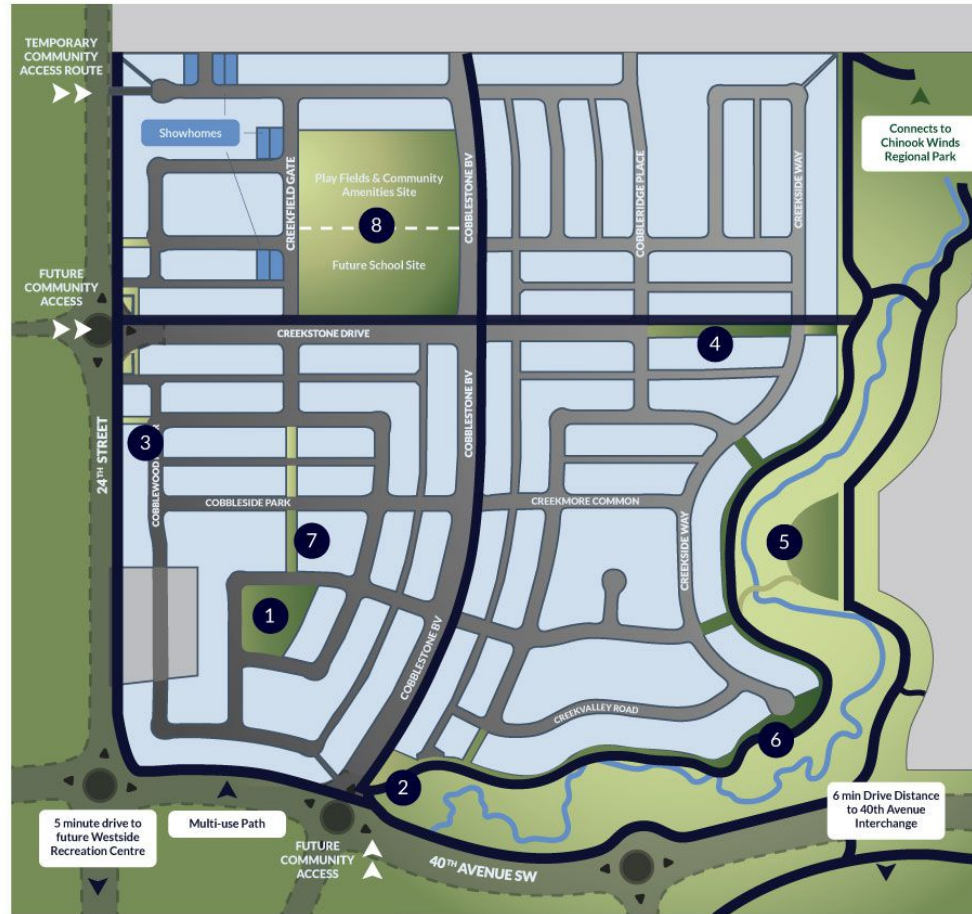 TEMPORARY
COMMUNITY
ACCESS ROUTE
Showhomes
CREEKFIELD GATE
Play Fields & Community
Amenities Site
8
Future School Site
COBBLESTONE BV
COBBLERIDGE PLACE
CREEKSIDE WAY
Connects to
Chinook Winds
Regional Park
FUTURE
COMMUNITY
ACCESS
CREEKSTONE DRIVE
4
24TH STREET
3
COBBLESTONE BV
COBBLESIDE PARK
CREEKMORE COMMON
7
5
CREEKSIDE WAY
1
COBBLESTONE BV
CREEKVALLEY ROAD
6
2
5 minute drive to
future Westside
Recreation Centre
Multi-use Path
FUTURE
COMMUNITY
ACCESS
40TH AVENUE SW
6 min Drive Distance
to 40th Avenue
Interchange